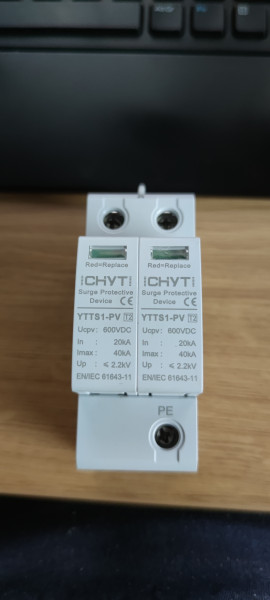 Red=Replace
CHYT
Surge Protective
Device CE
YTTS1-PV T2
Ucpv : 600VDC
In : 20kA
Imax : 40kA
Up : ≤ 2.2kV
EN/IEC 61643-11
Red=Replace
CHYT
Surge Protective
Device CE
YTTS1-PV T2
Ucpv : 600VDC
In : 20kA
Imax : 40kA
Up : ≤ 2.2kV
EN/IEC 61643-11
PE